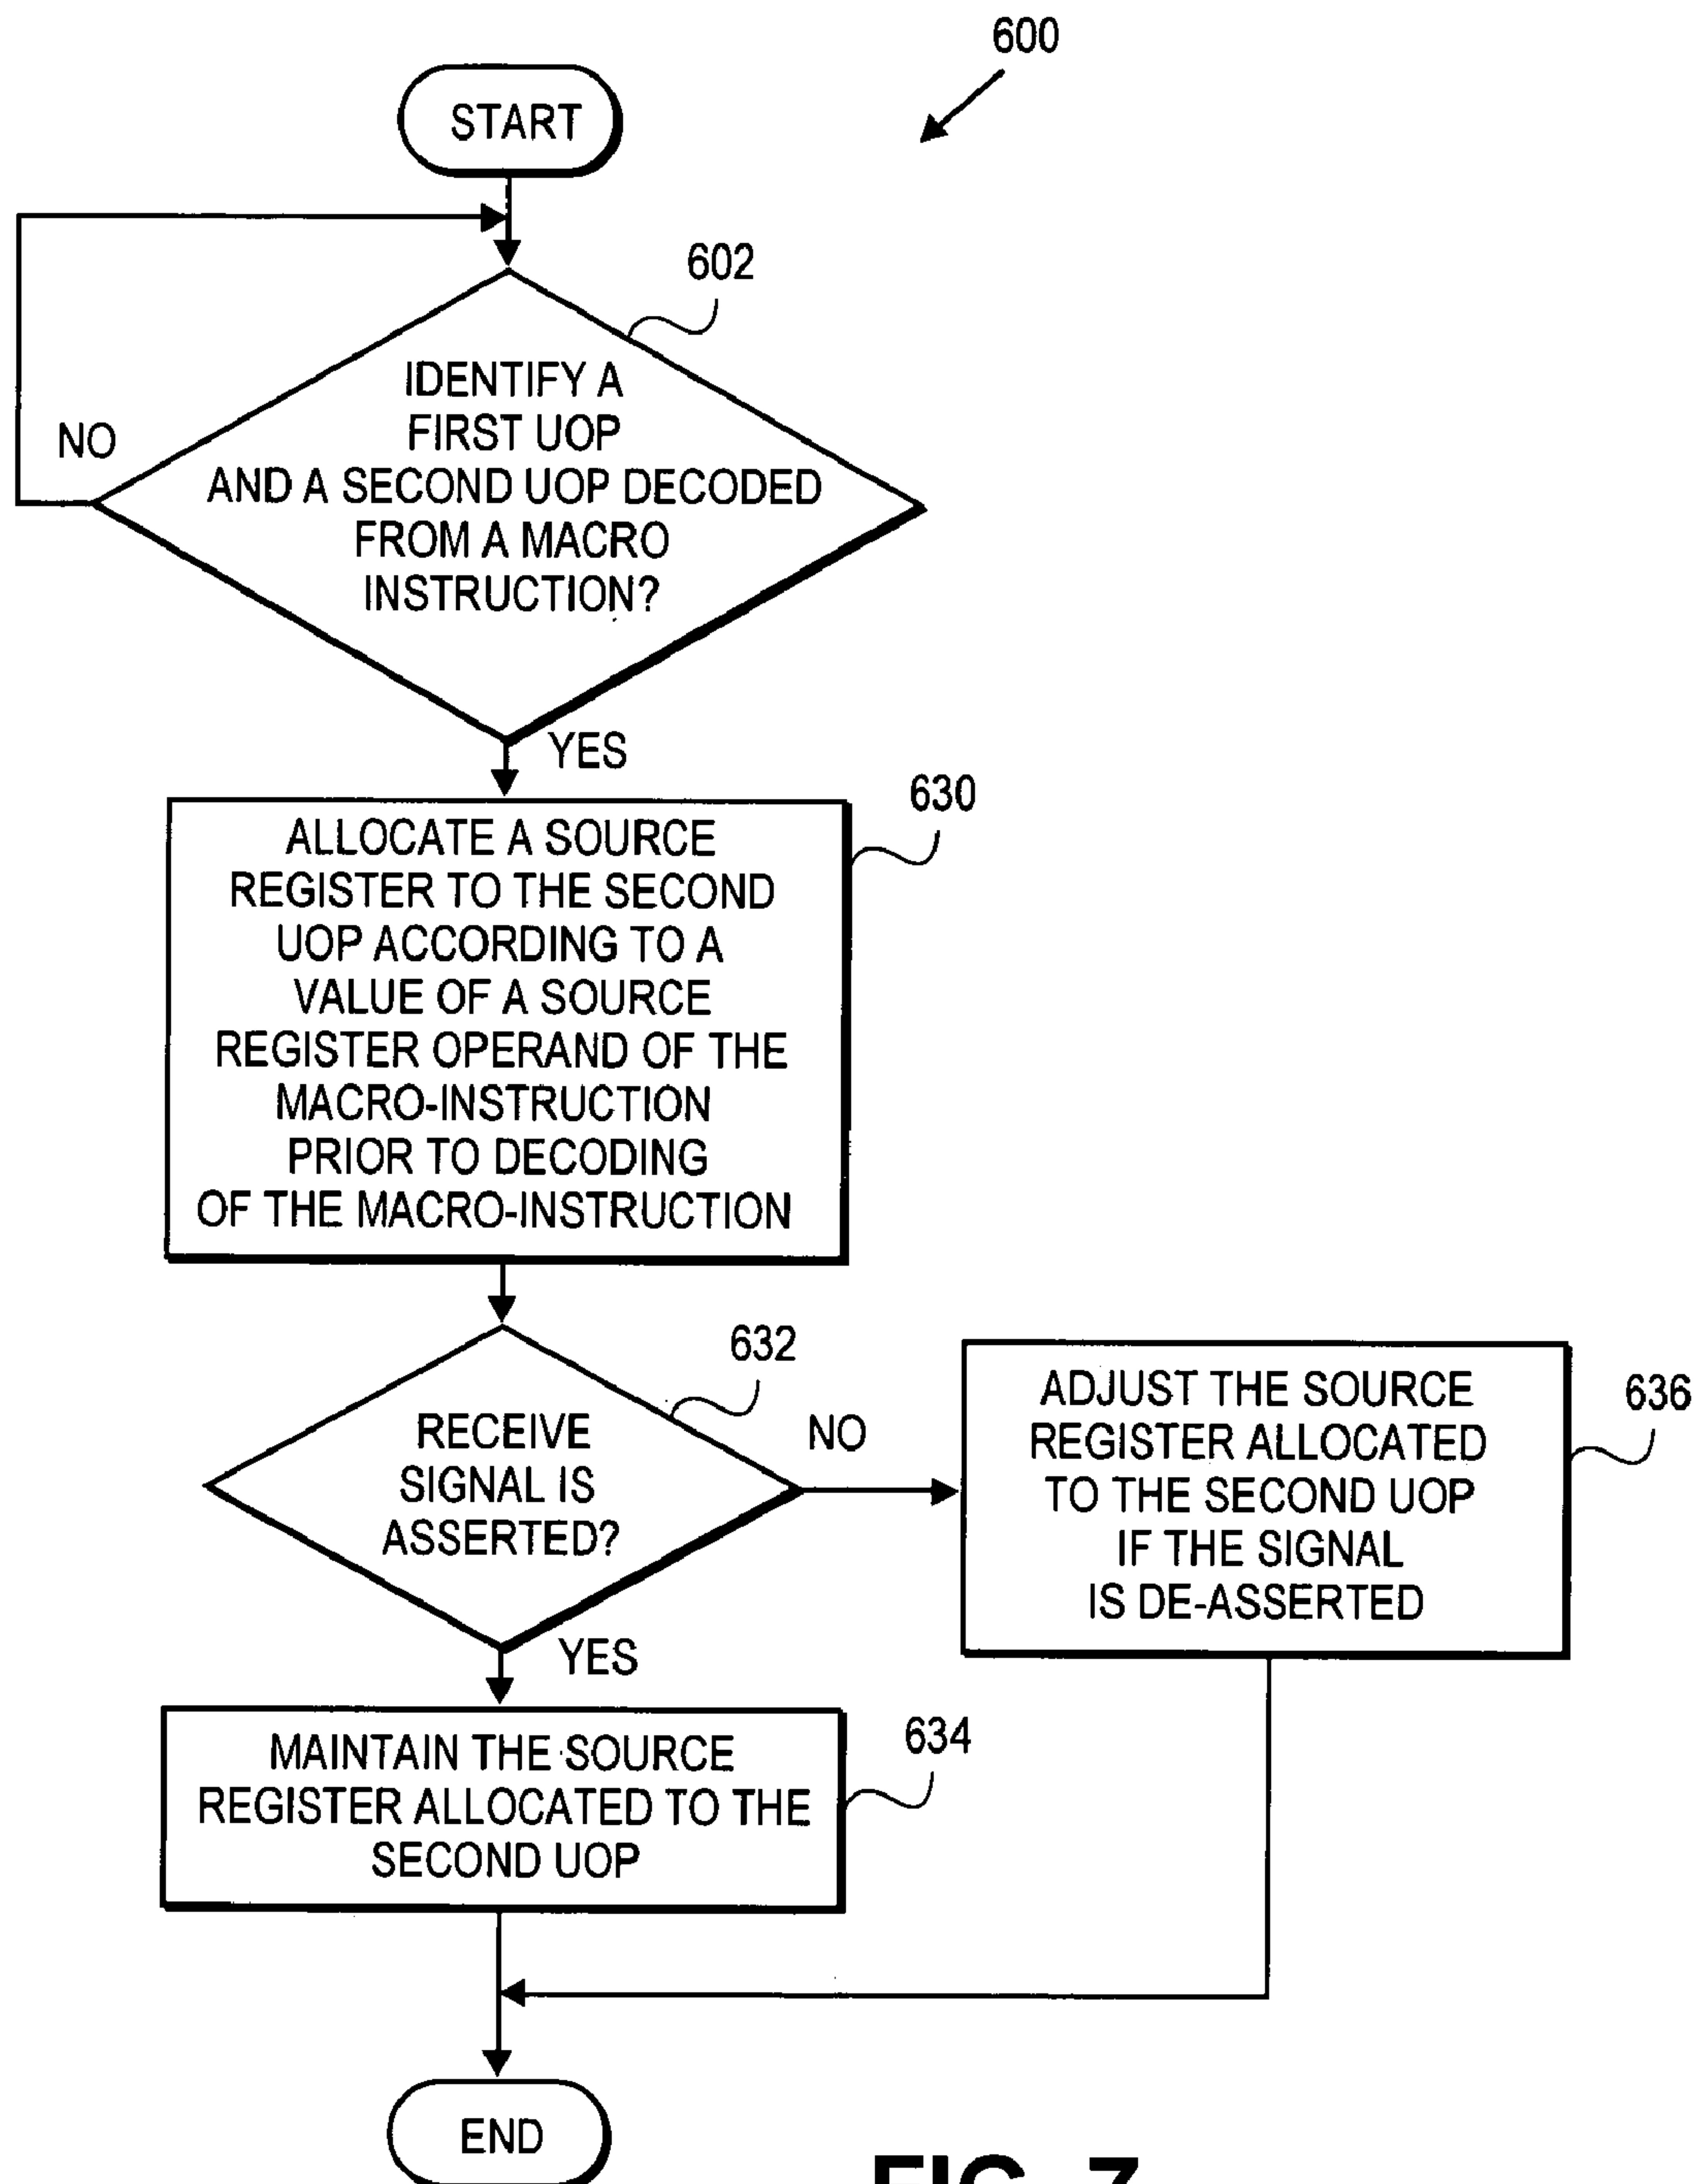 600
START
602
IDENTIFY A
FIRST UOP
AND A SECOND UOP DECODED
FROM A MACRO
INSTRUCTION?
NO
YES
630
ALLOCATE A SOURCE
REGISTER TO THE SECOND
UOP ACCORDING TO A
VALUE OF A SOURCE
REGISTER OPERAND OF THE
MACRO-INSTRUCTION
PRIOR TO DECODING
OF THE MACRO-INSTRUCTION
632
RECEIVE
SIGNAL IS
ASSERTED?
NO
636
ADJUST THE SOURCE
REGISTER ALLOCATED
TO THE SECOND UOP
IF THE SIGNAL
IS DE-ASSERTED
YES
634
MAINTAIN THE SOURCE
REGISTER ALLOCATED TO THE
SECOND UOP
END
FIG. 7